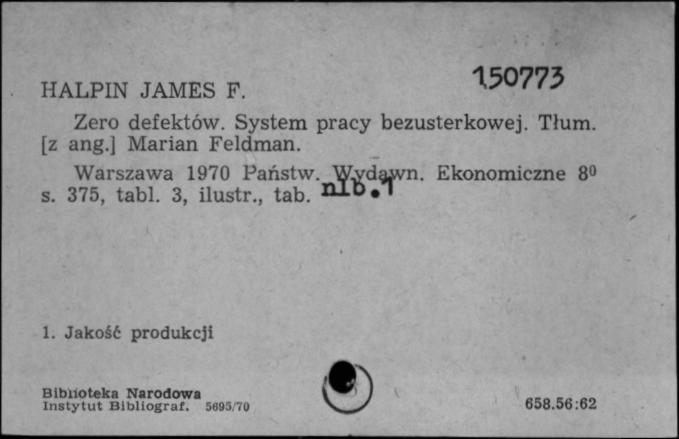 HALPIN JAMES F.
150773
Zero defektów. System pracy bezusterkowej. Tłum.
[z ang.] Marian Feldman.
Warszawa 1970 Państw. Wydawn. Ekonomiczne 8⁰
s. 375, tabl. 3, ilustr., tab. nlb.1
1. Jakość produkcji
Biblioteka Narodowa
Instytut Bibliograf. 5695/70
658.56:62